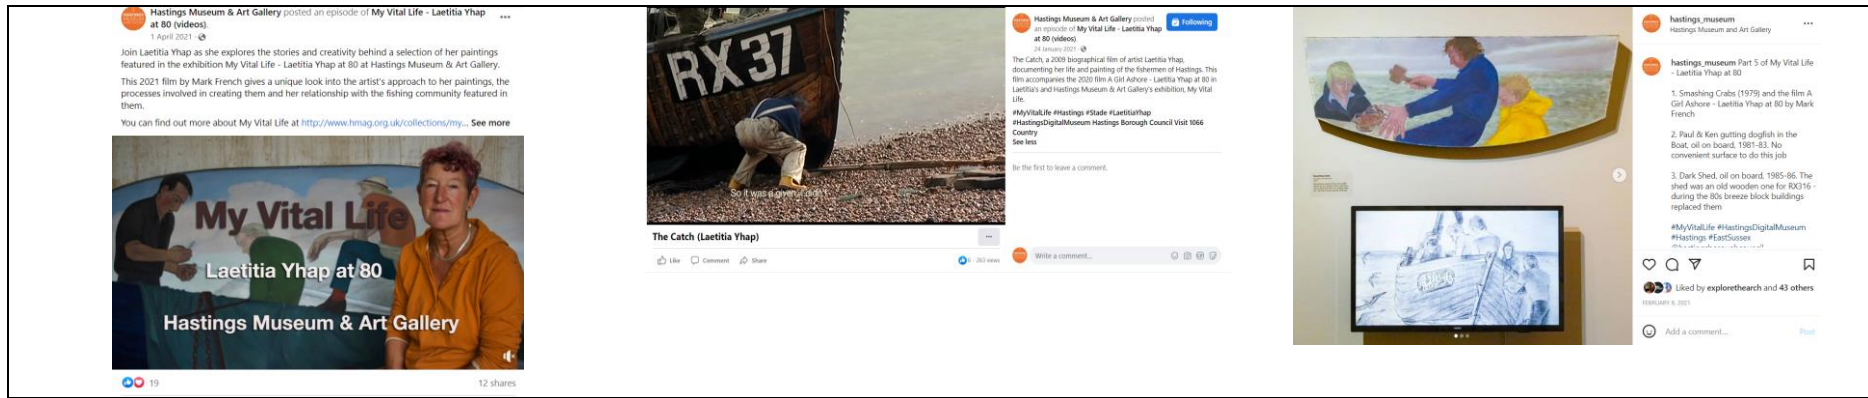 Hastings Museum & Art Gallery posted an episode of My Vital Life - Laetitia Yhap
at 80 (videos).
1 April 2021
Join Laetitia Yhap as she explores the stories and creativity behind a selection of her paintings
featured in the exhibition My Vital Life - Laetitia Yhap at 80 at Hastings Museum & Art Gallery.
This 2021 film by Mark French gives a unique look into the artist's approach to her paintings, the
processes involved in creating them and her relationship with the fishing community featured in
them.
You can find out more about My Vital Life at http://www.hmag.org.uk/collections/my... See more
My Vital Life
Laetitia Yhap at 80
Hastings Museum & Art Gallery
19
12 shares
RX37
So it was a given. I didn't
The Catch (Laetitia Yhap)
Like
Comment
Share
6 · 263 views
Hastings Museum & Art Gallery posted
an episode of My Vital Life - Laetitia Yhap
at 80 (videos)
Following
24 January 2021
The Catch, a 2009 biographical film of artist Laetitia Yhap,
documenting her life and painting of the fishermen of Hastings. This
film accompanies the 2020 film A Girl Ashore - Laetitia Yhap at 80 in
Laetitia's and Hastings Museum & Art Gallery's exhibition, My Vital
Life.
#MyVitalLife #Hastings #Stade #LaetitiaYhap
#HastingsDigitalMuseum Hastings Borough Council Visit 1066
Country
See less
Be the first to leave a comment.
Write a comment...
hastings_museum
Hastings Museum and Art Gallery
hastings_museum Part 5 of My Vital Life
- Laetitia Yhap at 80
1. Smashing Crabs (1979) and the film A
Girl Ashore - Laetitia Yhap at 80 by Mark
French
2. Paul & Ken gutting dogfish in the
Boat, oil on board, 1981-83. No
convenient surface to do this job
3. Dark Shed, oil on board, 1985-86. The
shed was an old wooden one for RX316 -
during the 80s breeze block buildings
replaced them
#MyVitalLife #HastingsDigitalMuseum
#Hastings #EastSussex
Liked by explorethearch and 43 others
FEBRUARY 8, 2021
Add a comment...
Post